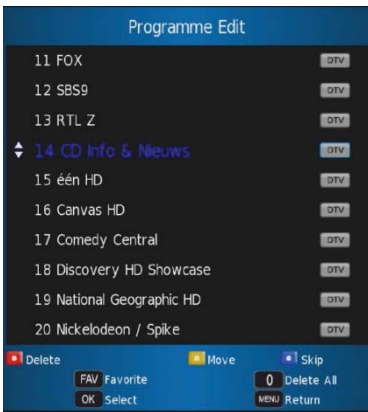 Programme Edit
11 FOX DTV
12 SBS9 DTV
13 RTL Z DTV
14 CD Info & Nieuws DTV
15 één HD DTV
16 Canvas HD DTV
17 Comedy Central DTV
18 Discovery HD Showcase DTV
19 National Geographic HD DTV
20 Nickelodeon / Spike DTV
Delete Move Skip
FAV Favorite 0 Delete All
OK Select MENU Return